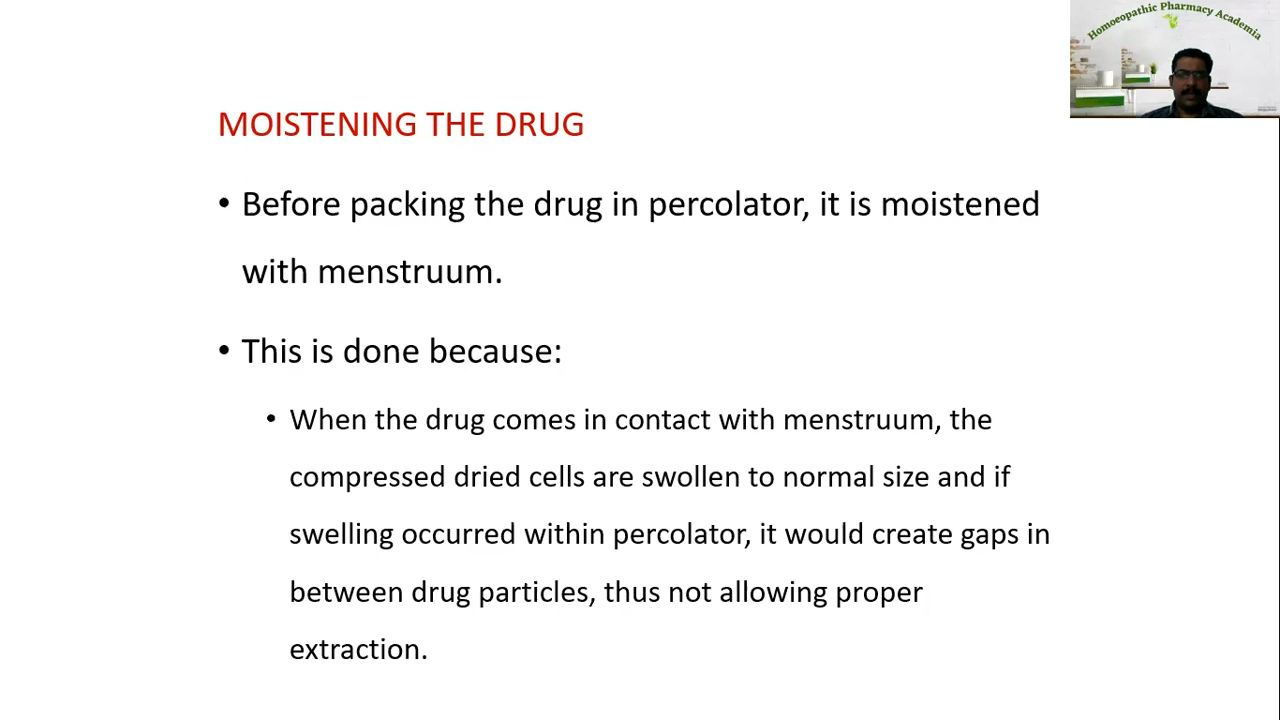 Homoeopathic Pharmacy Academia
MOISTENING THE DRUG
• Before packing the drug in percolator, it is moistened
with menstruum.
• This is done because:
• When the drug comes in contact with menstruum, the
compressed dried cells are swollen to normal size and if
swelling occurred within percolator, it would create gaps in
between drug particles, thus not allowing proper
extraction.